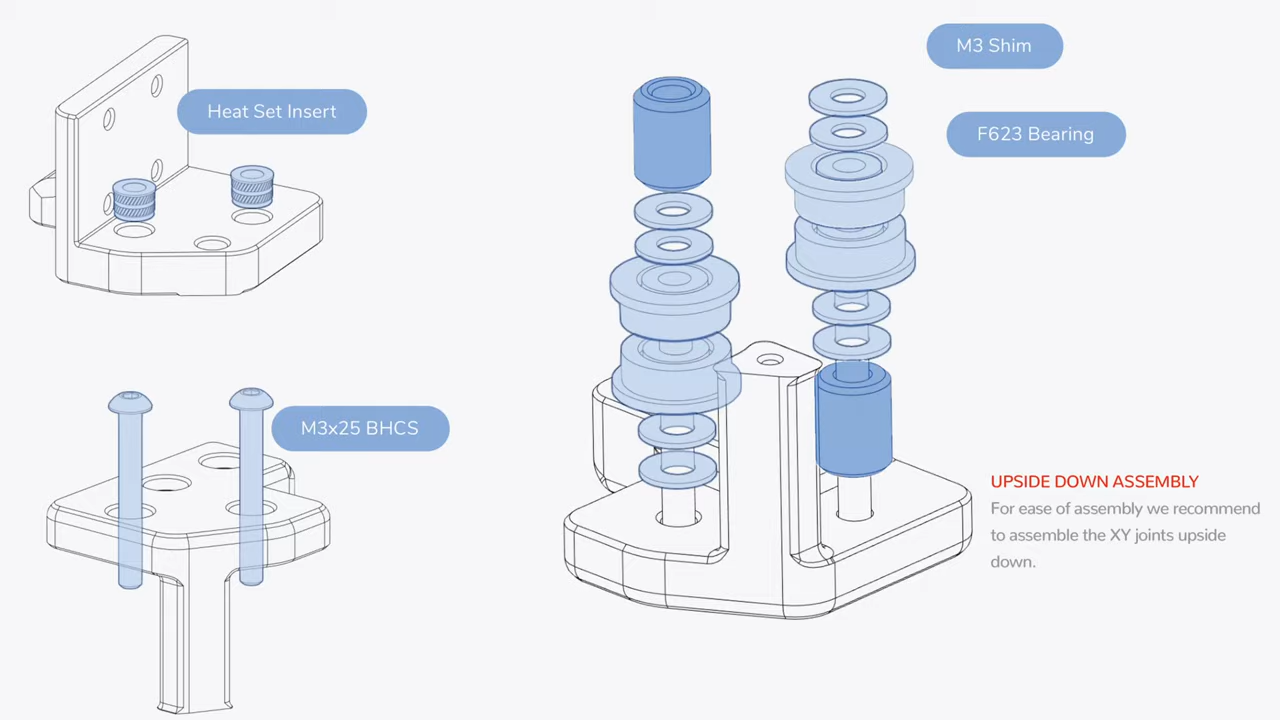 M3 Shim
Heat Set Insert
F623 Bearing
M3x25 BHCS
UPSIDE DOWN ASSEMBLY
For ease of assembly we recommend
to assemble the XY joints upside
down.